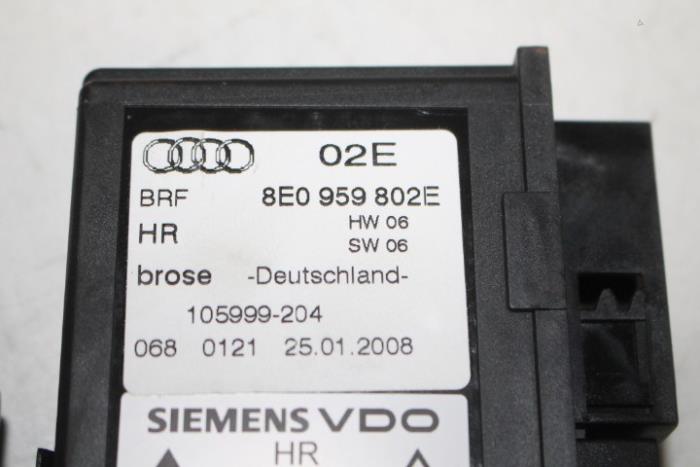 02E
BRF 8E0 959 802E
HR HW 06
SW 06
brose -Deutschland-
105999-204
068 0121 25.01.2008
SIEMENS VDO
HR